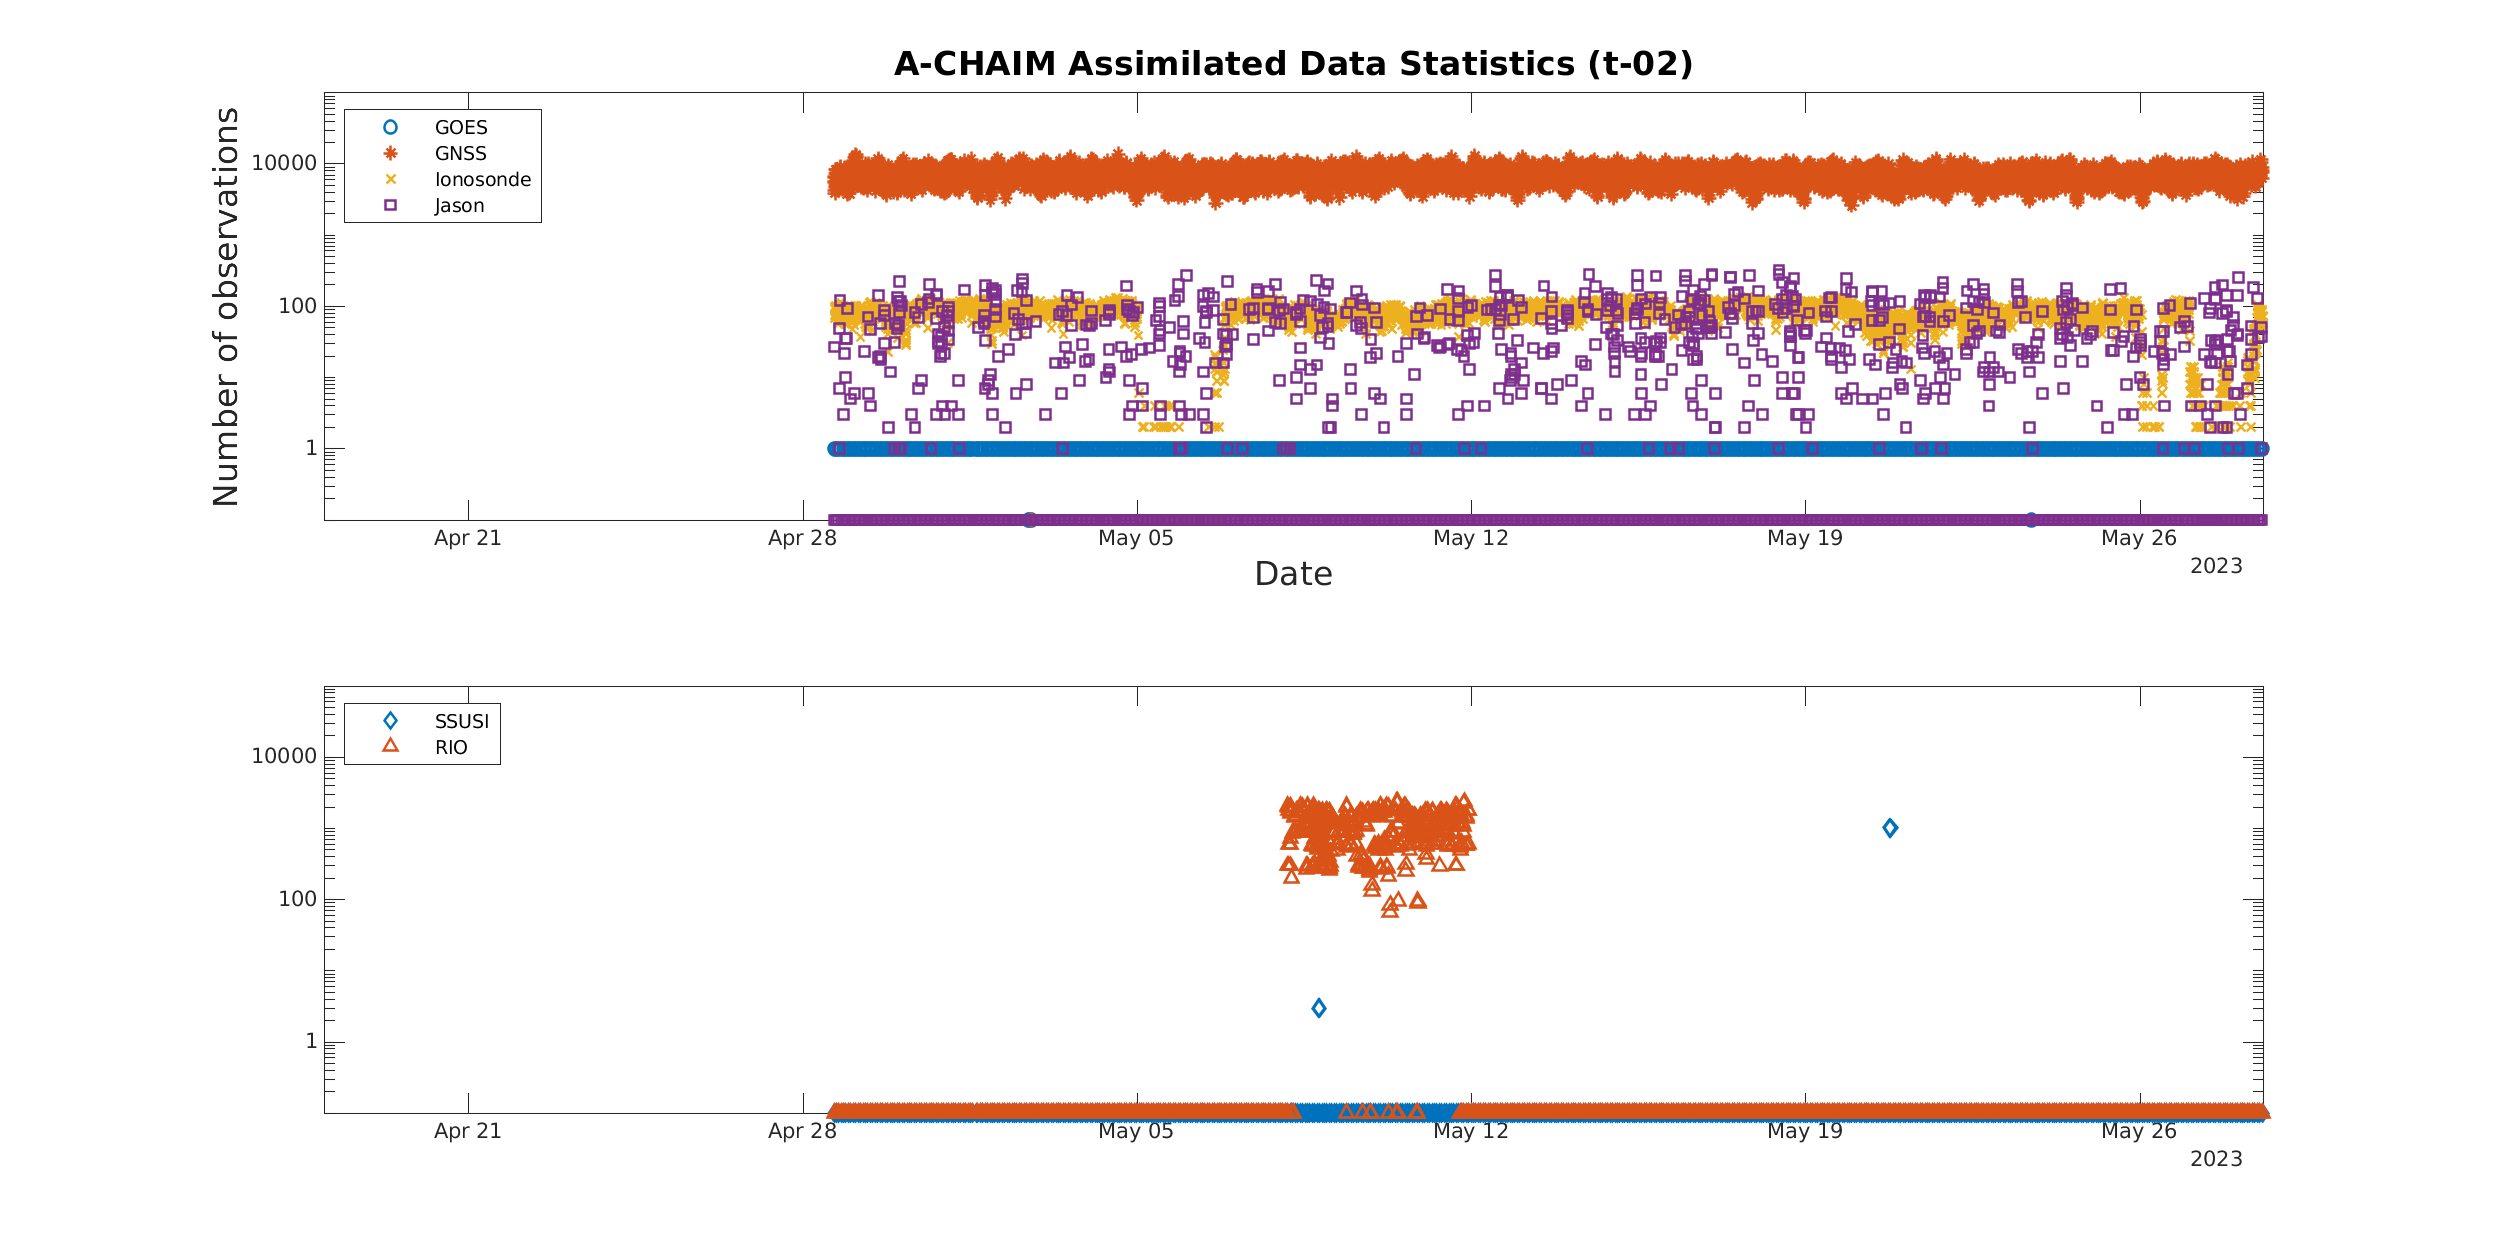 A-CHAIM Assimilated Data Statistics (t-02)
Number of observations
10000
100
1
GOES
GNSS
Ionosonde
Jason
Apr 21
Apr 28
May 05
May 12
May 19
May 26
2023
Date
10000
100
1
SSUSI
RIO
Apr 21
Apr 28
May 05
May 12
May 19
May 26
2023